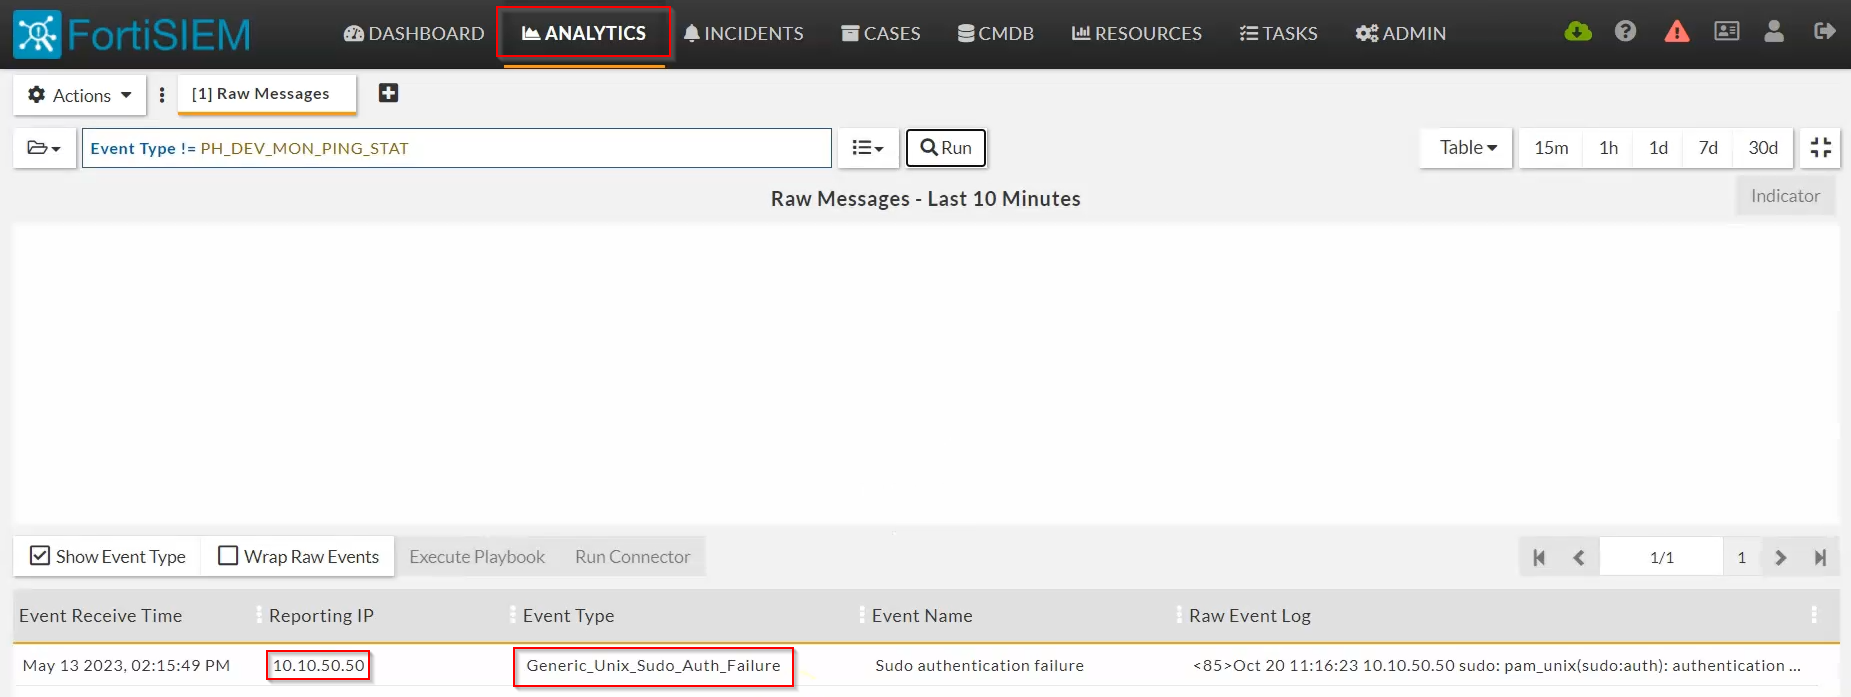 FortiSIEM DASHBOARD ANALYTICS INCIDENTS CASES CMDB RESOURCES TASKS ADMIN
Actions [1] Raw Messages
Event Type != PH_DEV_MON_PING_STAT Run Table 15m 1h 1d 7d 30d
Raw Messages - Last 10 Minutes
Indicator
Show Event Type Wrap Raw Events Execute Playbook Run Connector 1/1 1
Event Receive Time Reporting IP Event Type Event Name Raw Event Log
May 13 2023, 02:15:49 PM 10.10.50.50 Generic_Unix_Sudo_Auth_Failure Sudo authentication failure <85>Oct 20 11:16:23 10.10.50.50 sudo: pam_unix(sudo:auth): authentication ...